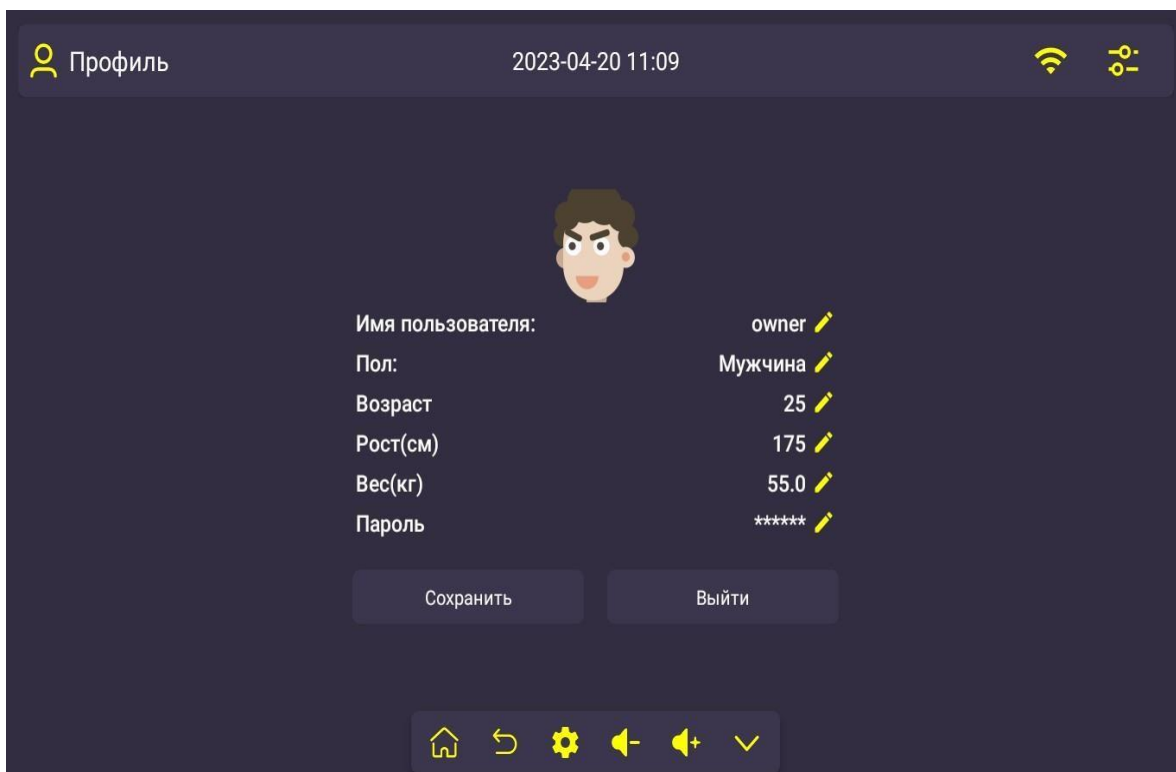 Профиль 2023-04-20 11:09
Имя пользователя: owner
Пол: Мужчина
Возраст 25
Рост(см) 175
Вес(кг) 55.0
Пароль ******
Сохранить Выйти